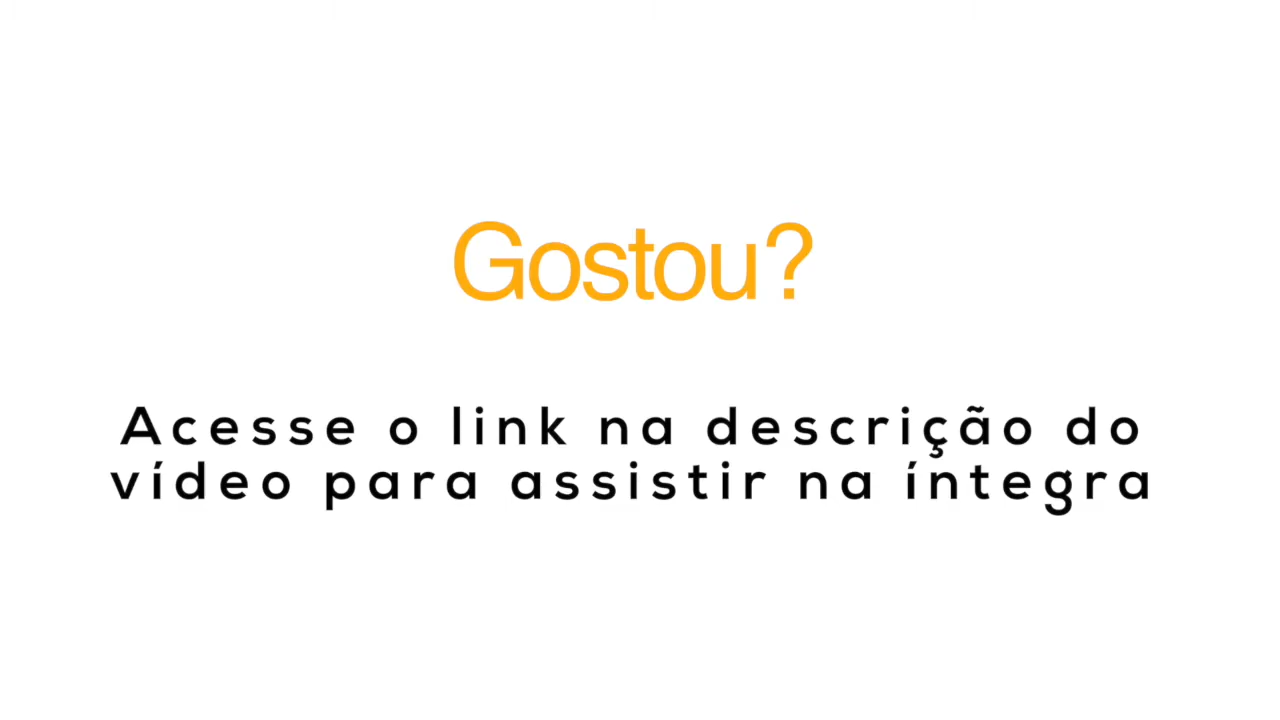 Gostou?
Acesse o link na descrição do
vídeo para assistir na íntegra